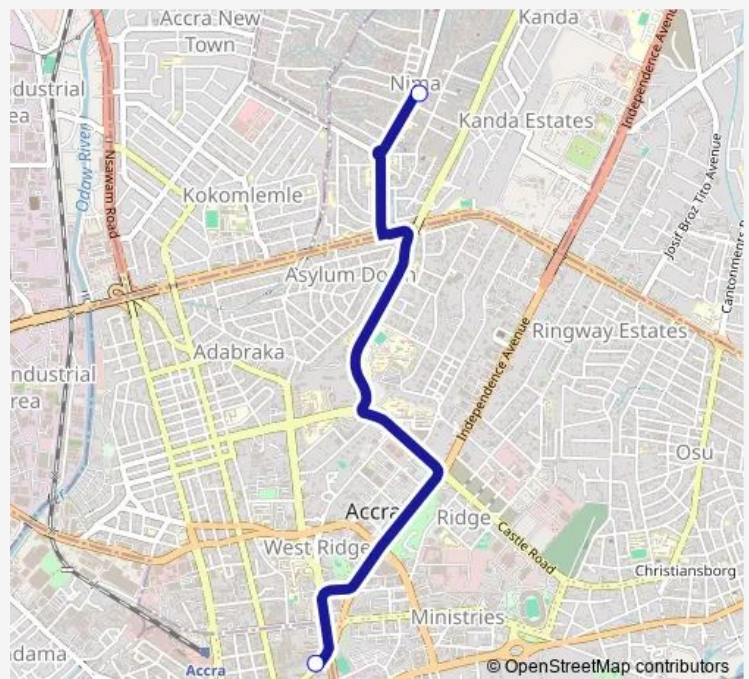 Accra New
Town
Kanda
Independence Avenue
Nima
ndustrial
ea
Kanda Estates
Odaw-River
Nsawam Road
Josif Broz Tito Avenue
Kokomlemle
Asylum Do n
Ringway Estates
Adabraka
Independence Avenue
ndustrial
rea
Osu
Accra
Ridge
Castle Road
West Ridge
Christiansborg
Ministries
dama
Accra
© OpenStreetMap contributors